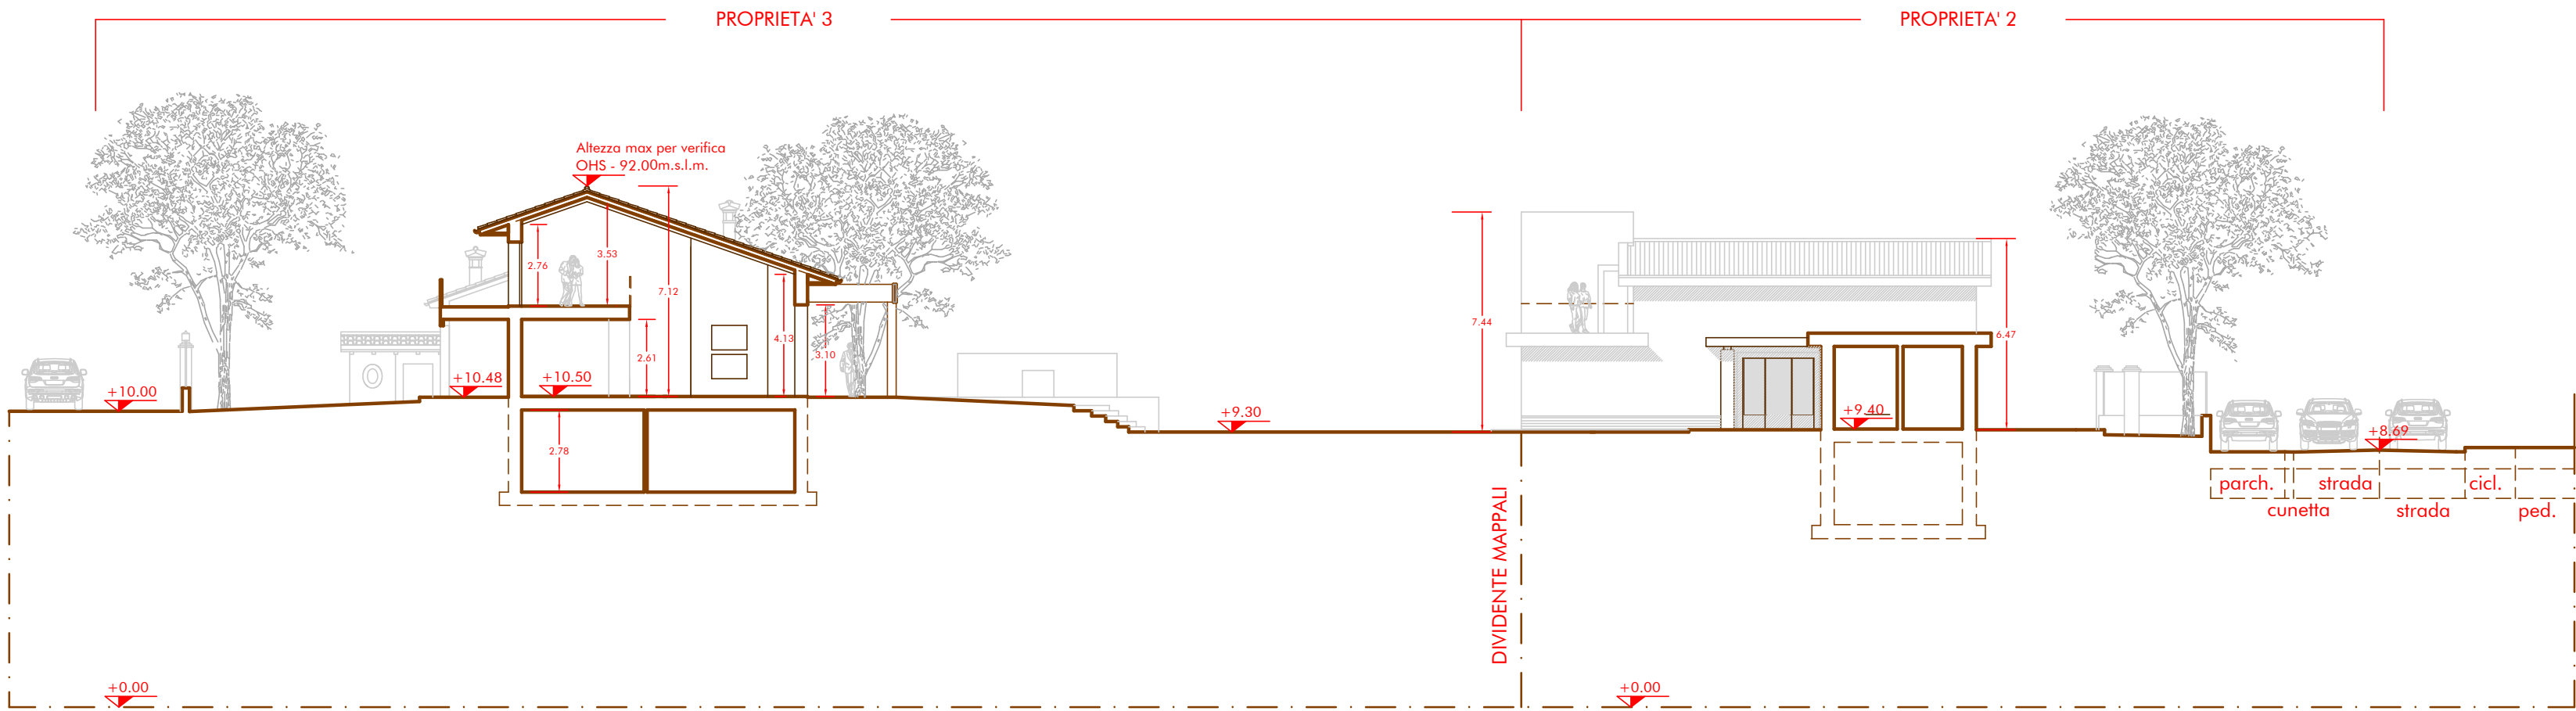 PROPRIETA' 3
PROPRIETA' 2
Altezza max per verifica
OHS - 92.00m.s.l.m.
2.76
3.53
7.12
2.61
4.13
3.10
7.44
6.47
+10.00
+10.48
+10.50
+9.30
+9.40
+8.69
2.78
parch.
strada
cicl.
cunetta
strada
ped.
DIVIDENTE MAPPALI
+0.00
+0.00